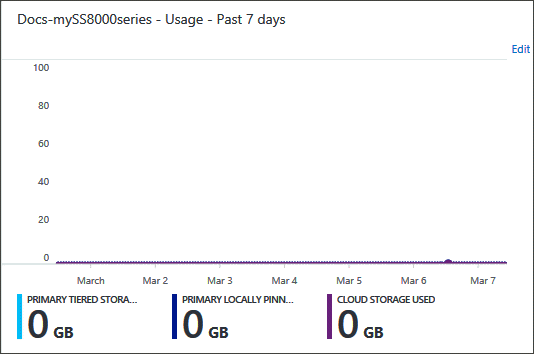 Docs-mySS8000series - Usage - Past 7 days
Edit
100
80
60
40
20
0
March Mar 2 Mar 3 Mar 4 Mar 5 Mar 6 Mar 7
PRIMARY TIERED STORA... PRIMARY LOCALLY PINN... CLOUD STORAGE USED
0 GB 0 GB 0 GB